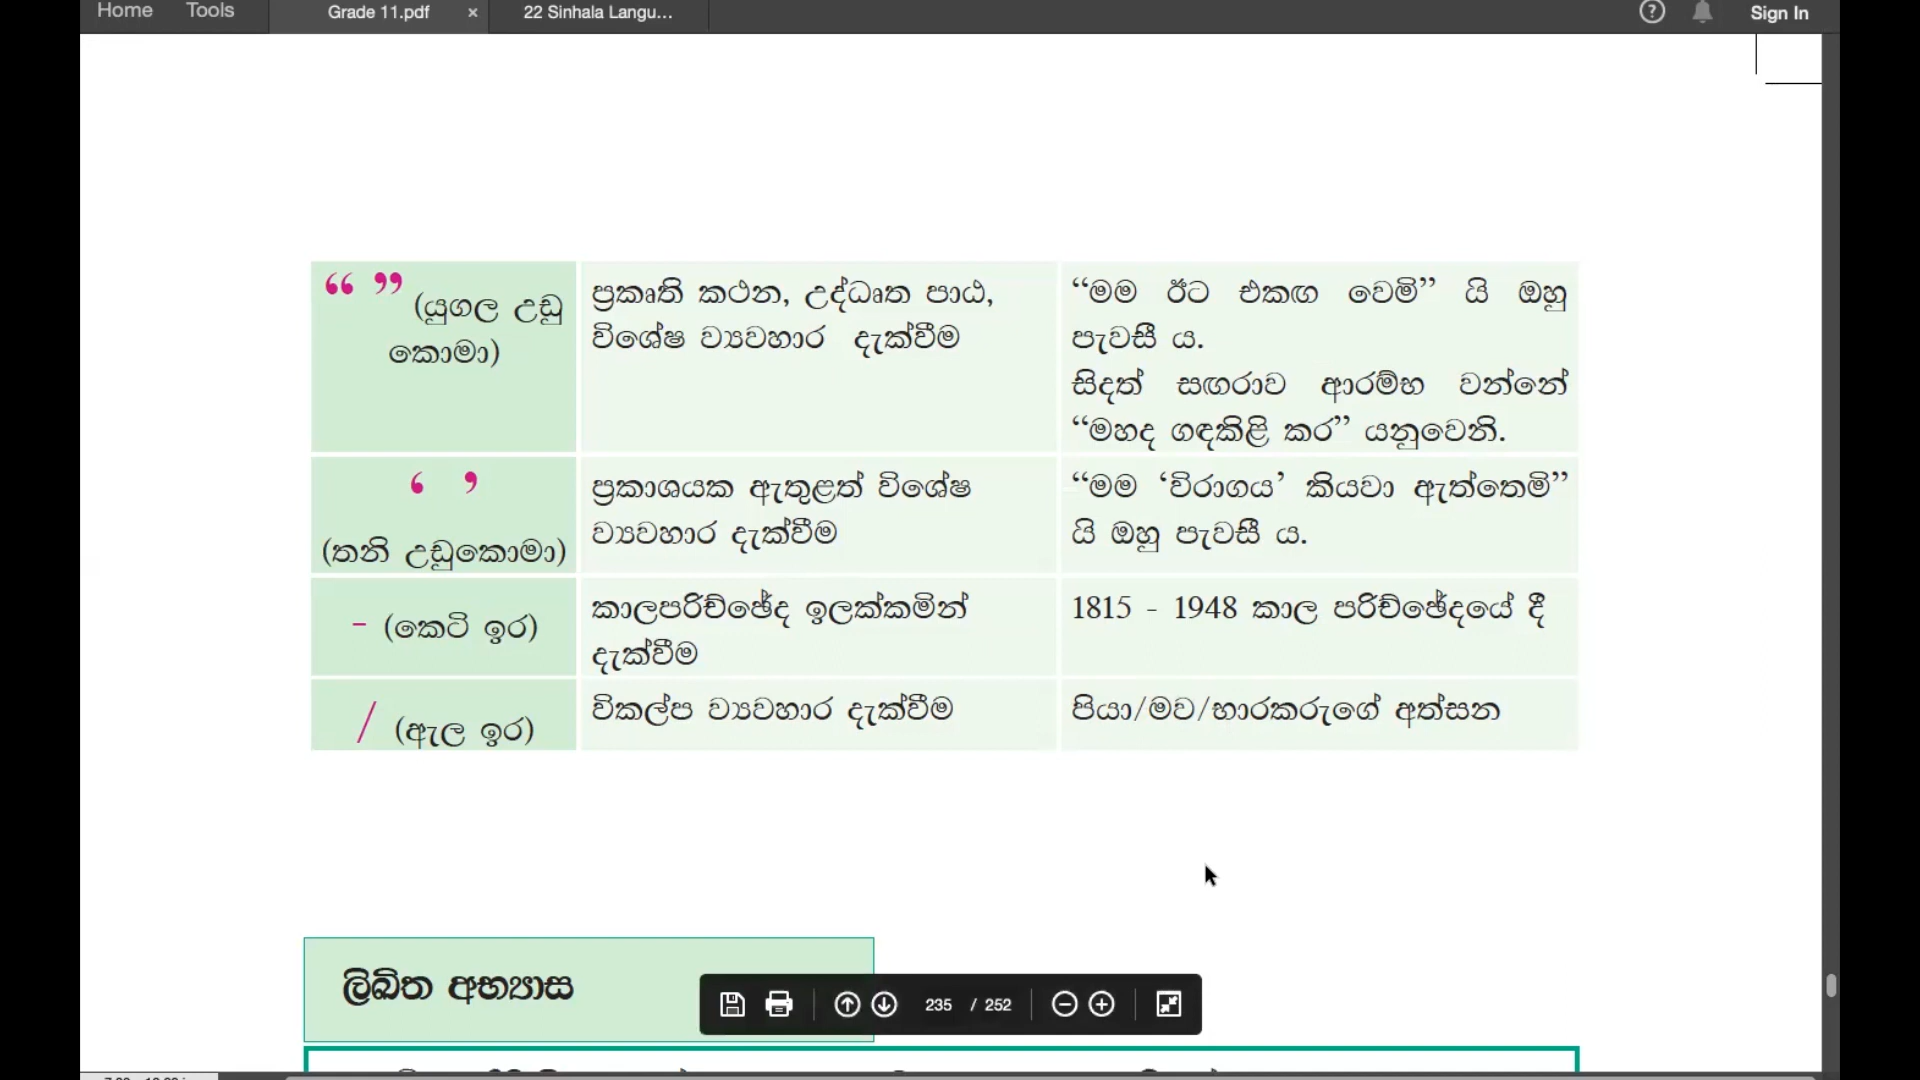 Home Tools Grade 11.pdf × 22 Sinhala Langu... ? Sign In
“ ” (යුගල උඩු
කොමා)
ප්‍රකෘති කථන, උද්ධෘත පාඨ,
විශේෂ ව්‍යවහාර දැක්වීම
“මම ඊට එකඟ වෙමි” යි ඔහු
පැවසී ය.
සිදත් සඟරාව ආරම්භ වන්නේ
“මහද ගඳකිළි කර” යනුවෙනි.
‘ ’
(තනි උඩුකොමා)
ප්‍රකාශයක ඇතුළත් විශේෂ
ව්‍යවහාර දැක්වීම
“මම ‘විරාගය’ කියවා ඇත්තෙමි”
යි ඔහු පැවසී ය.
- (කෙටි ඉර)
කාලපරිච්ඡේද ඉලක්කමින්
දැක්වීම
1815 - 1948 කාල පරිච්ඡේදයේ දී
/ (ඇල ඉර)
විකල්ප ව්‍යවහාර දැක්වීම
පියා/මව/භාරකරුගේ අත්සන
ලිඛිත අභ්‍යාස
235 / 252